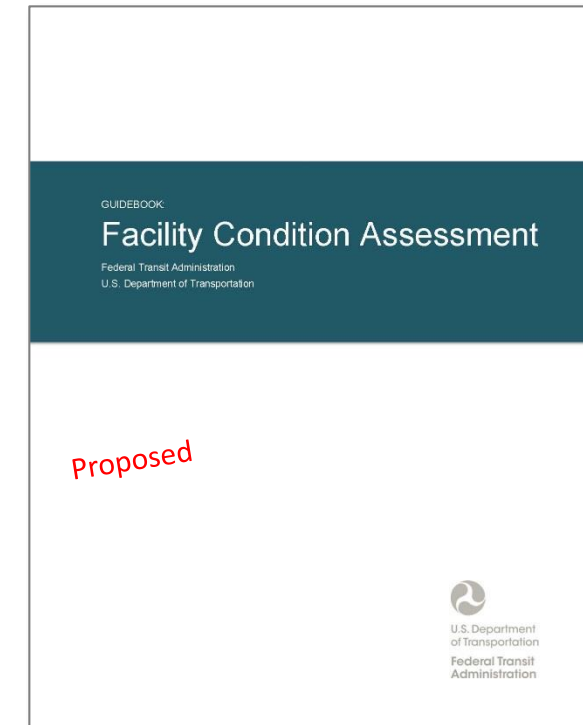 GUIDEBOOK:
Facility Condition Assessment
Federal Transit Administration
U.S. Department of Transportation
Proposed
U.S. Department
of Transportation
Federal Transit
Administration